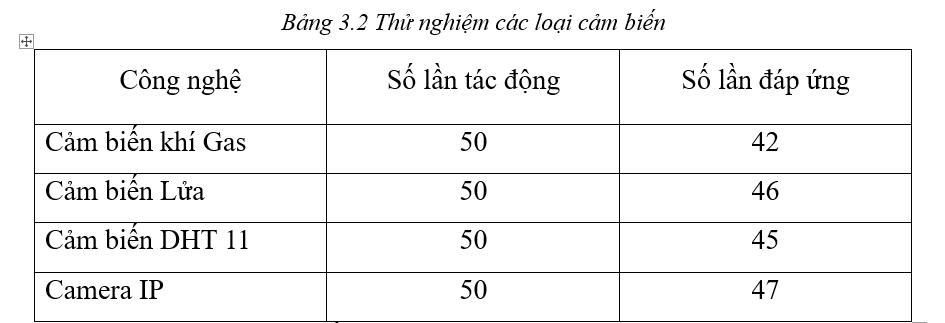 Bảng 3.2 Thử nghiệm các loại cảm biến
Công nghệ Số lần tác động Số lần đáp ứng
Cảm biến khí Gas 50 42
Cảm biến Lửa 50 46
Cảm biến DHT 11 50 45
Camera IP 50 47